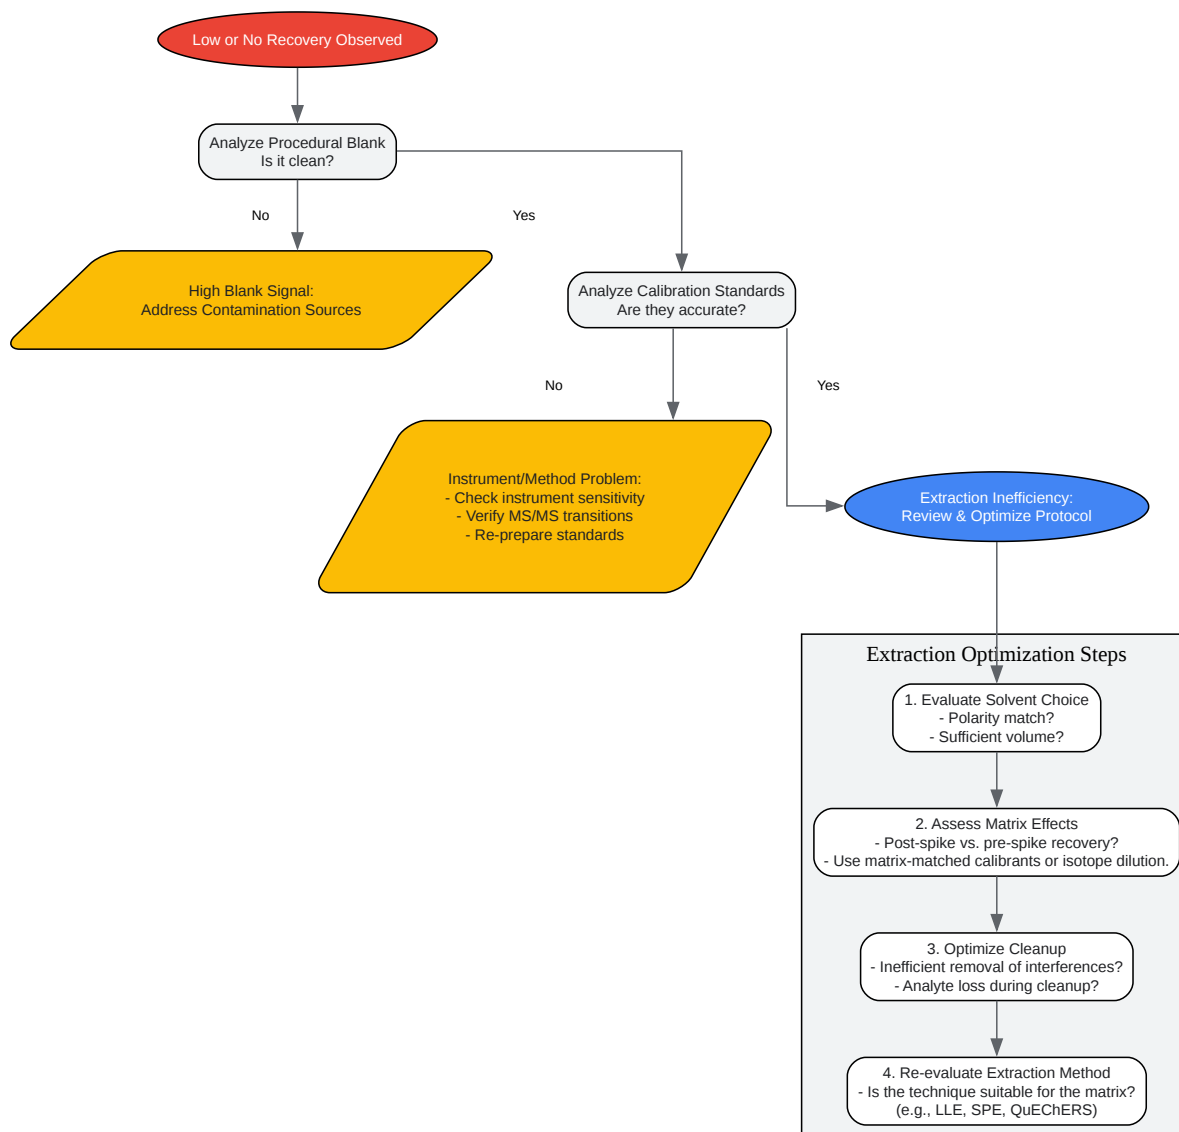 Low or No Recovery Observed
Analyze Procedural Blank
Is it clean?
No
Yes
High Blank Signal:
Address Contamination Sources
Analyze Calibration Standards
Are they accurate?
No
Yes
Instrument/Method Problem:
- Check instrument sensitivity
- Verify MS/MS transitions
- Re-prepare standards
Extraction Inefficiency:
Review & Optimize Protocol
Extraction Optimization Steps
1. Evaluate Solvent Choice
- Polarity match?
- Sufficient volume?
2. Assess Matrix Effects
- Post-spike vs. pre-spike recovery?
- Use matrix-matched calibrants or isotope dilution.
3. Optimize Cleanup
- Inefficient removal of interferences?
- Analyte loss during cleanup?
4. Re-evaluate Extraction Method
- Is the technique suitable for the matrix?
(e.g., LLE, SPE, QuEChERS)